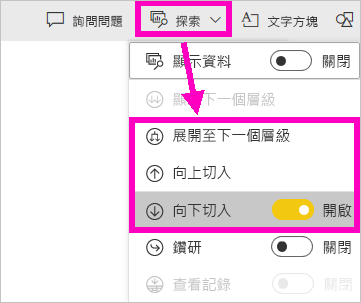 詢問問題 探索 文字方塊
顯示資料 關閉
顯示下一個層級
展開至下一個層級
向上切入
向下切入 開啟
鑽研 關閉
查看記錄 關閉